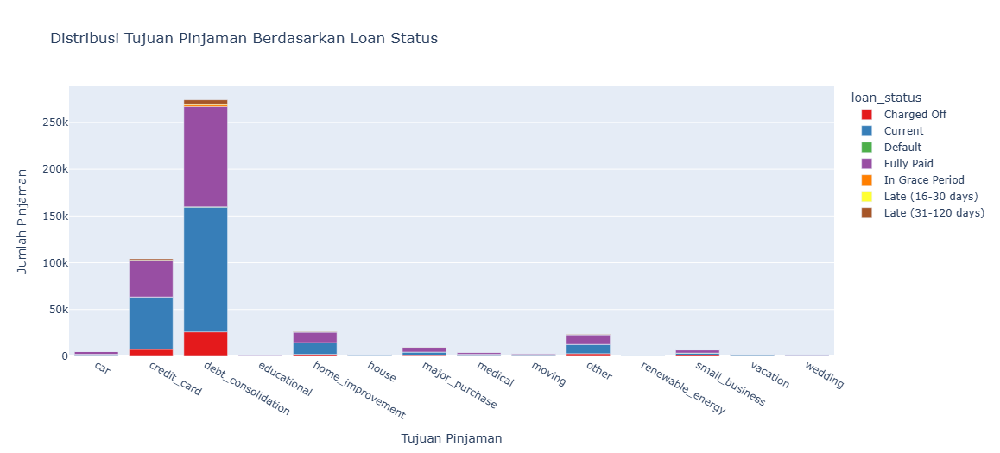 Distribusi Tujuan Pinjaman Berdasarkan Loan Status
loan_status
Charged Off
Current
Default
Fully Paid
In Grace Period
Late (16-30 days)
Late (31-120 days)
Jumlah Pinjaman
250k
200k
150k
100k
50k
0
car
credit_card
debt_consolidation
educational
home_improvement
house
major_purchase
medical
moving
other
renewable_energy
small_business
vacation
wedding
Tujuan Pinjaman